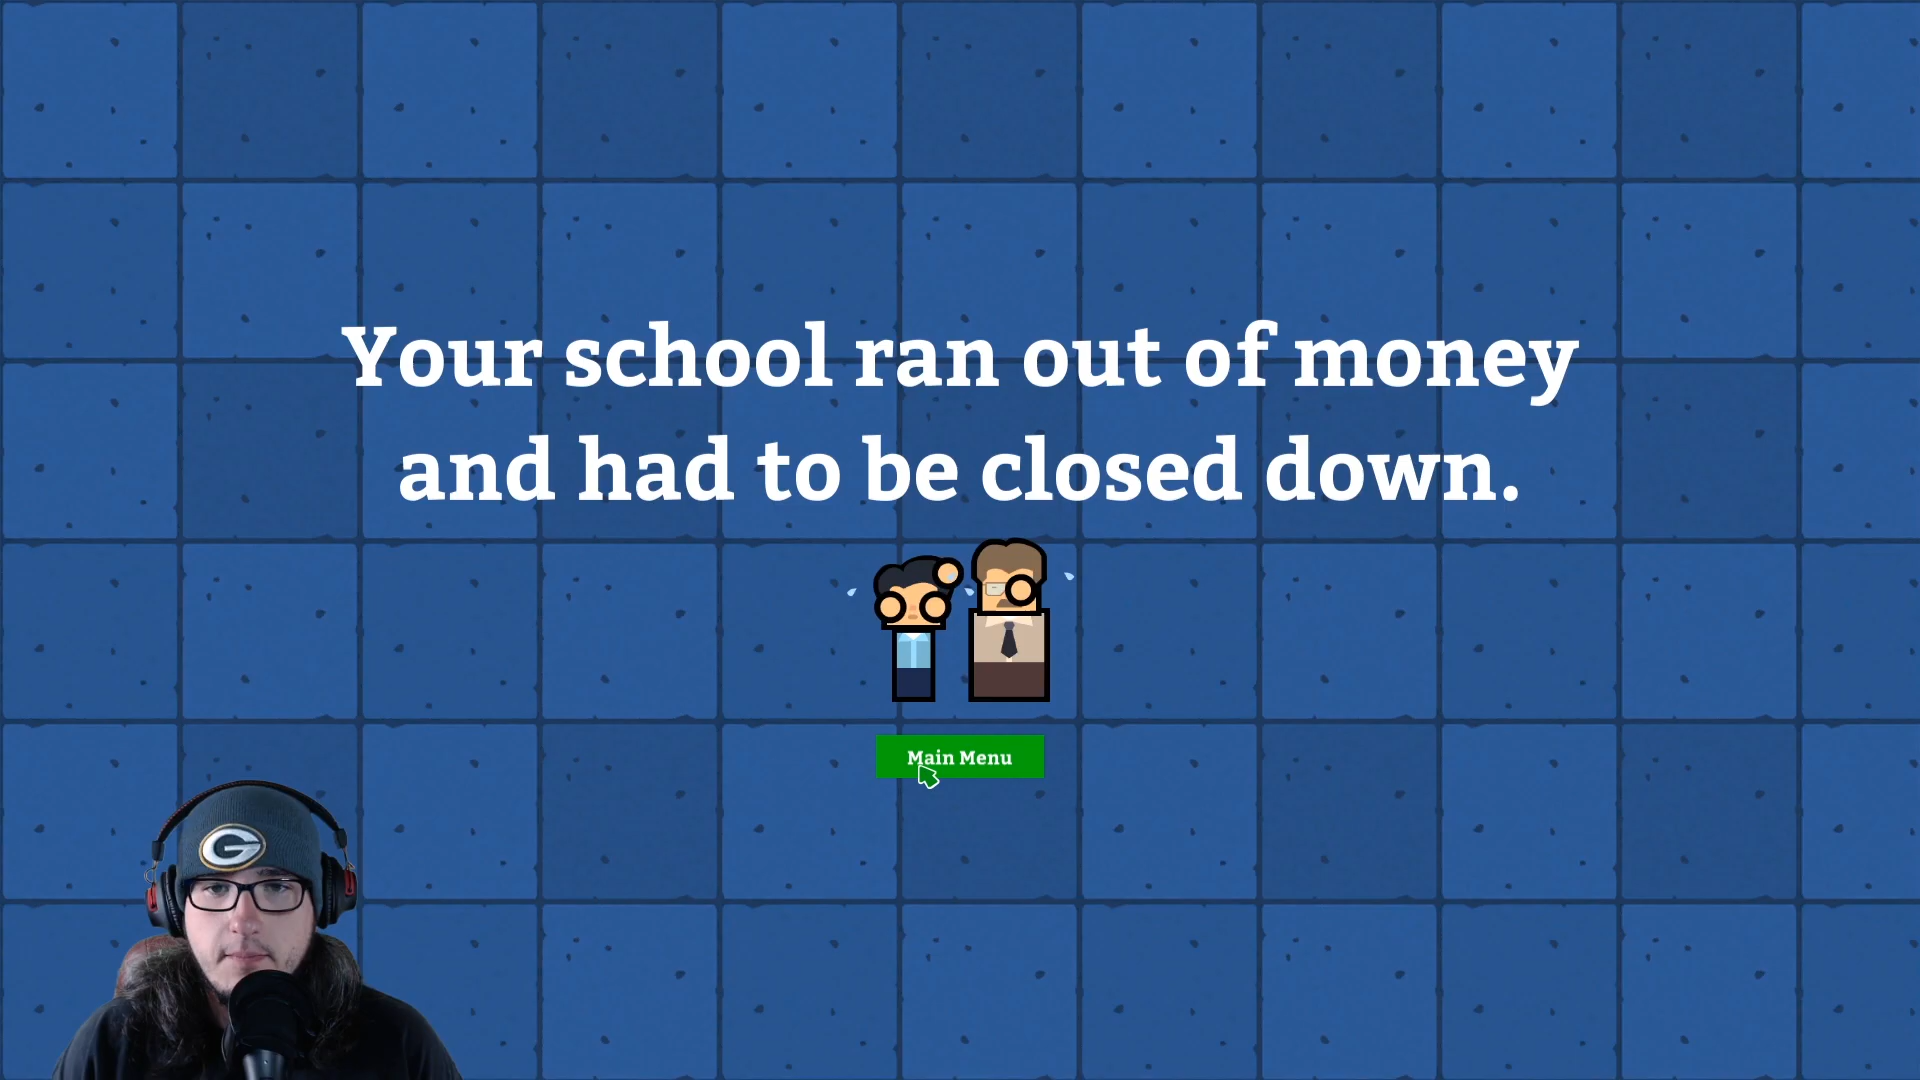 Your school ran out of money
and had to be closed down.
Main Menu
G